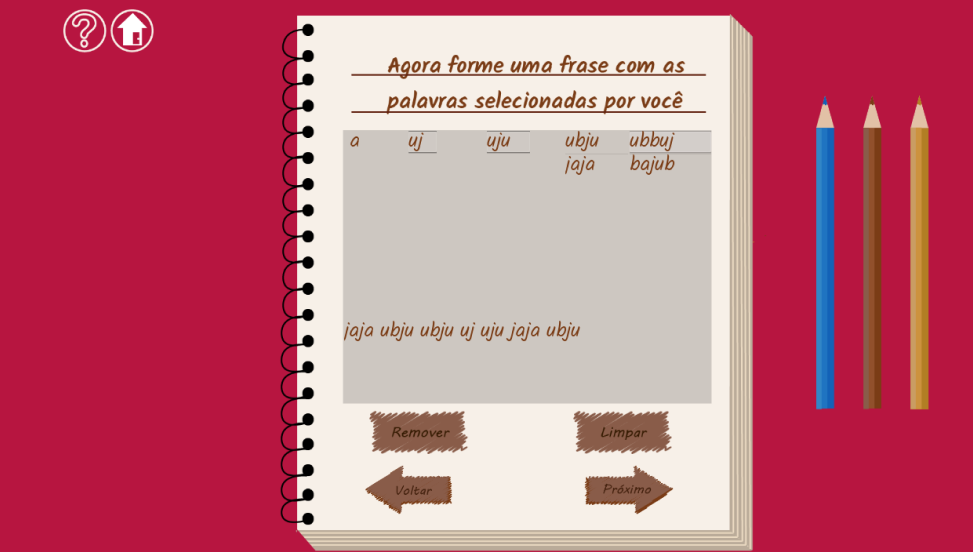 Agora forme uma frase com as
palavras selecionadas por você
a uj uju ubju ubbuj
jaja bajub
jaja ubju ubju uj uju jaja ubju
Remover Limpar
Voltar Próximo